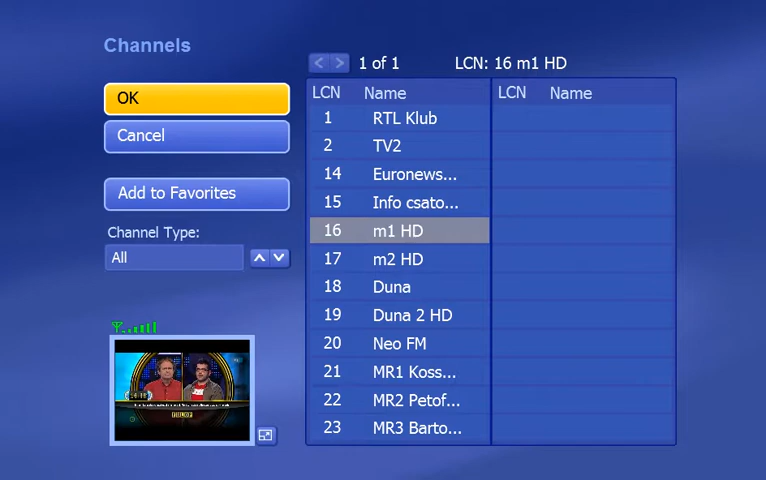 Channels
1 of 1
LCN: 16 m1 HD
OK
Cancel
Add to Favorites
Channel Type:
All
LCN Name
1 RTL Klub
2 TV2
14 Euronews...
15 Info csato...
16 m1 HD
17 m2 HD
18 Duna
19 Duna 2 HD
20 Neo FM
21 MR1 Koss...
22 MR2 Petof...
23 MR3 Barto...
LCN Name